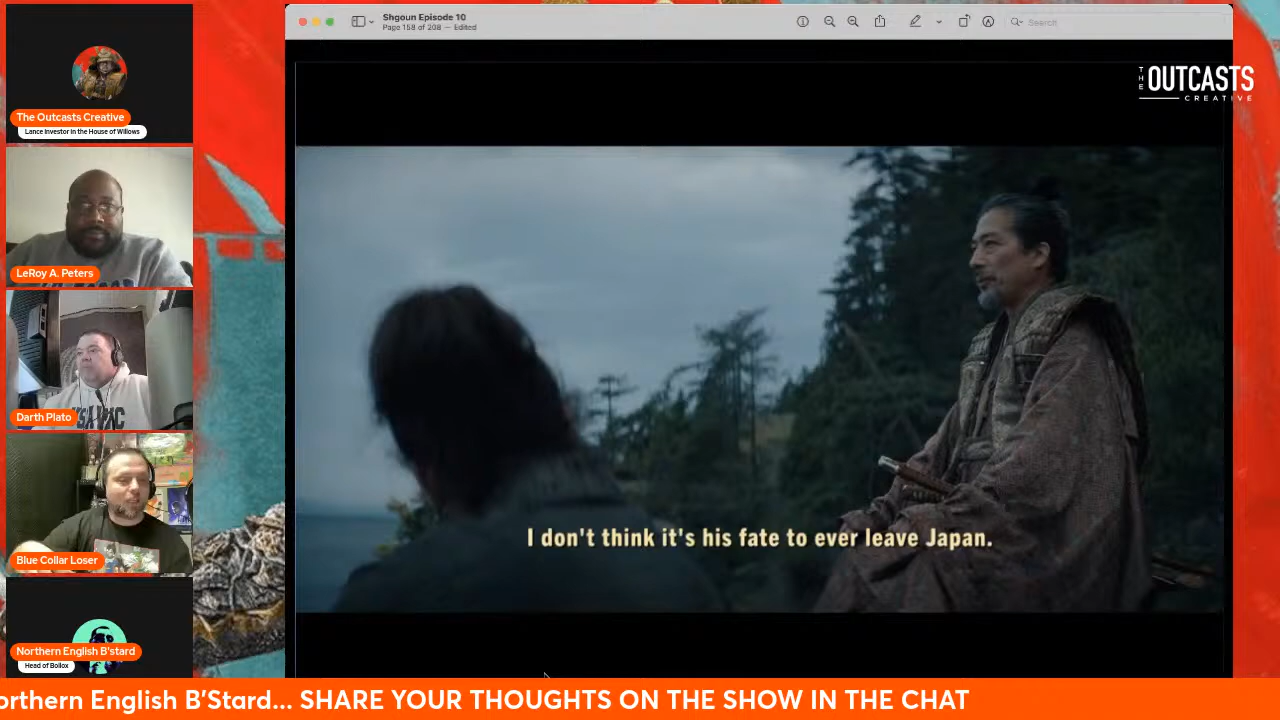 The Outcasts Creative
Lance Investor in the House of Willows
LeRoy A. Peters
Darth Plato
Blue Collar Loser
Northern English B'stard
Head of Bollox
Shgoun Episode 10
Page 158 of 208 — Edited
Search
THE OUTCASTS
CREATIVE
I don't think it's his fate to ever leave Japan.
orthern English B'Stard... SHARE YOUR THOUGHTS ON THE SHOW IN THE CHAT